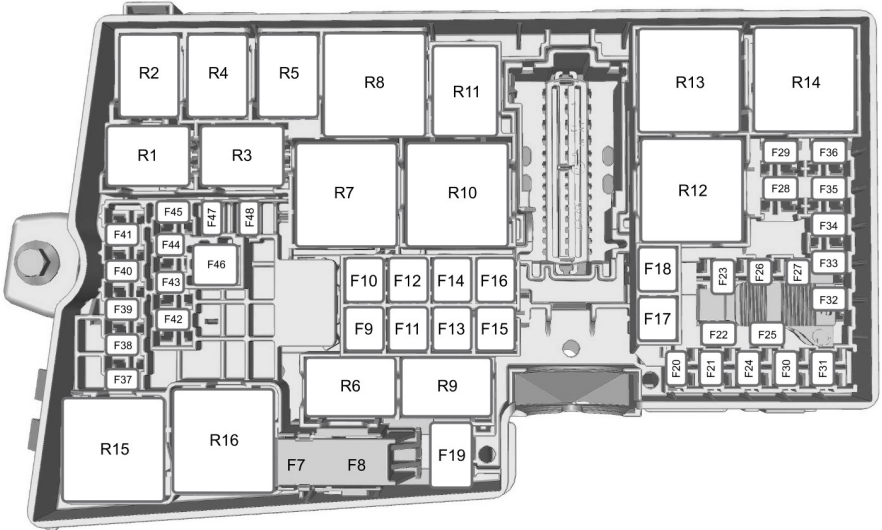 R2 R4 R5 R8 R11 R13 R14
R1 R3 R7 R10 R12 F29 F36
F28 F35
F45 F47 F48
F41 F44 F46 F34
F40 F43 F10 F12 F14 F16 F18 F23 F26 F27 F33
F39 F42 F9 F11 F13 F15 F17 F32
F38 F22 F25
F37 R6 R9 F20 F21 F24 F30 F31
R15 R16 F7 F8 F19